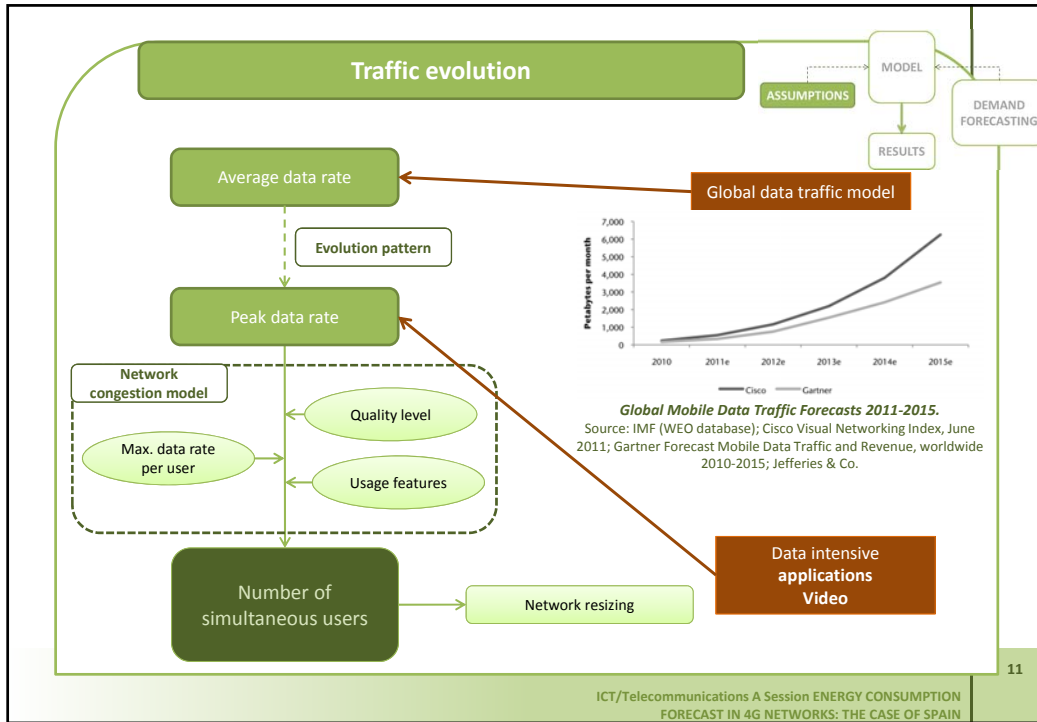 Traffic evolution
MODEL
ASSUMPTIONS
DEMAND
FORECASTING
RESULTS
Average data rate
Global data traffic model
Evolution pattern
Peak data rate
Network
congestion model
Quality level
Max. data rate
per user
Usage features
Number of
simultaneous users
Network resizing
Petabytes per month
7,000
6,000
5,000
4,000
3,000
2,000
1,000
0
2010 2011e 2012e 2013e 2014e 2015e
Cisco Gartner
Global Mobile Data Traffic Forecasts 2011-2015.
Source: IMF (WEO database); Cisco Visual Networking Index, June
2011; Gartner Forecast Mobile Data Traffic and Revenue, worldwide
2010-2015; Jefferies & Co.
Data intensive
applications
Video
11
ICT/Telecommunications A Session ENERGY CONSUMPTION
FORECAST IN 4G NETWORKS: THE CASE OF SPAIN